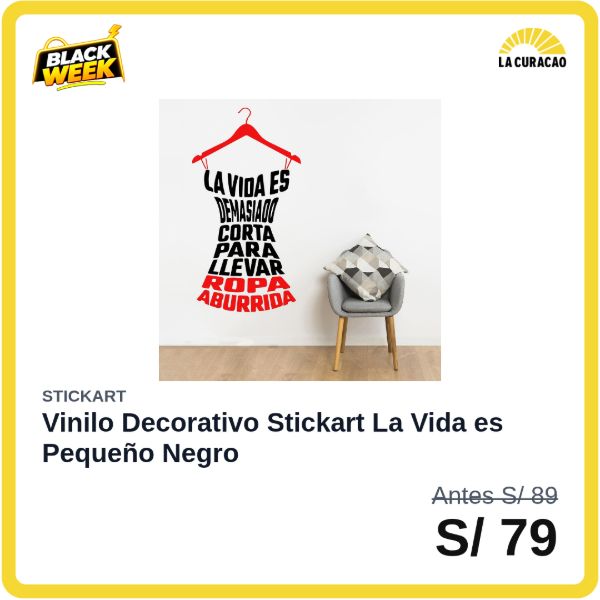 BLACK
WEEK
LA CURACAO
LA VIDA ES
DEMASIADO
CORTA
PARA
LLEVAR
ROPA
ABURRIDA
STICKART
Vinilo Decorativo Stickart La Vida es
Pequeño Negro
Antes S/ 89
S/ 79